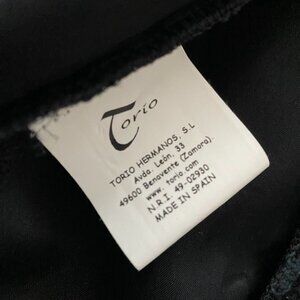 Torio
TORIO HERMANOS, S.L
Avda. León, 33
49600 Benavente (Zamora).
www.torio.com
N.R.I. 49-02930
MADE IN SPAIN